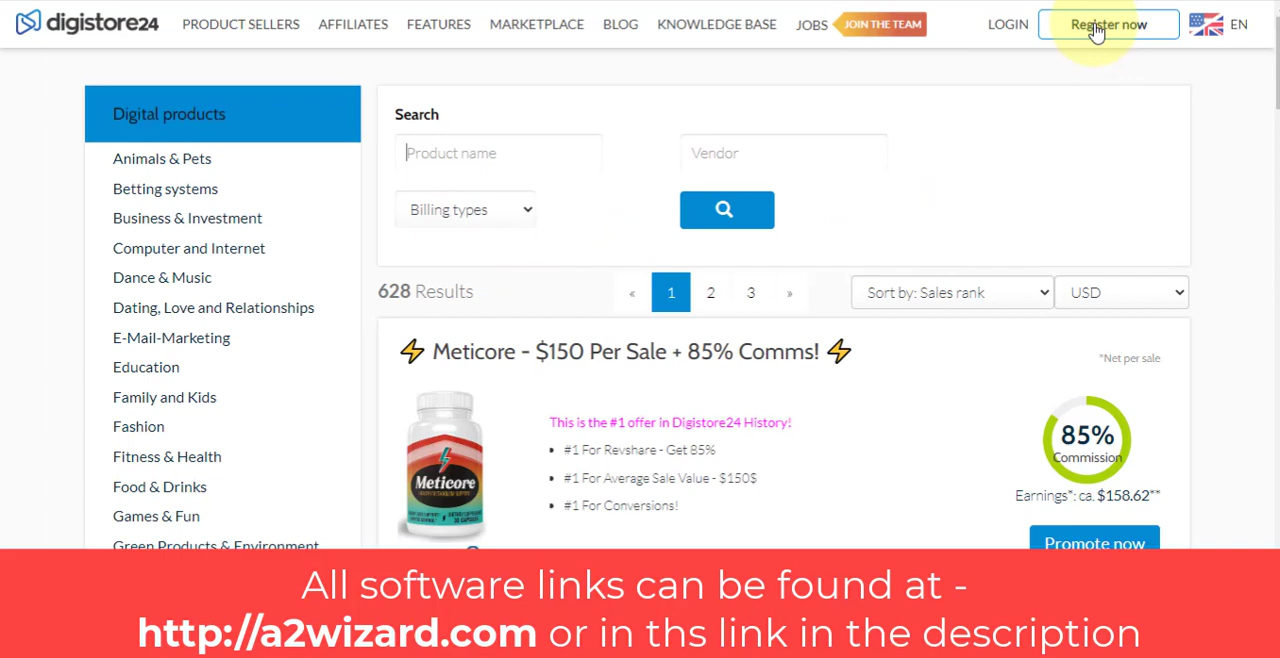 digistore24 PRODUCT SELLERS AFFILIATES FEATURES MARKETPLACE BLOG KNOWLEDGE BASE JOBS JOIN THE TEAM LOGIN Register now EN
Digital products
Animals & Pets
Betting systems
Business & Investment
Computer and Internet
Dance & Music
Dating, Love and Relationships
E-Mail-Marketing
Education
Family and Kids
Fashion
Fitness & Health
Food & Drinks
Games & Fun
Green Products & Environment
Search
Product name Vendor
Billing types
628 Results « 1 2 3 » Sort by: Sales rank USD
⚡ Meticore - $150 Per Sale + 85% Comms! ⚡
*Net per sale
Meticore
This is the #1 offer in Digistore24 History!
• #1 For Revshare - Get 85%
• #1 For Average Sale Value - $150$
• #1 For Conversions!
85%
Commission
Earnings*: ca. $158.62**
Promote now
All software links can be found at -
http://a2wizard.com or in ths link in the description